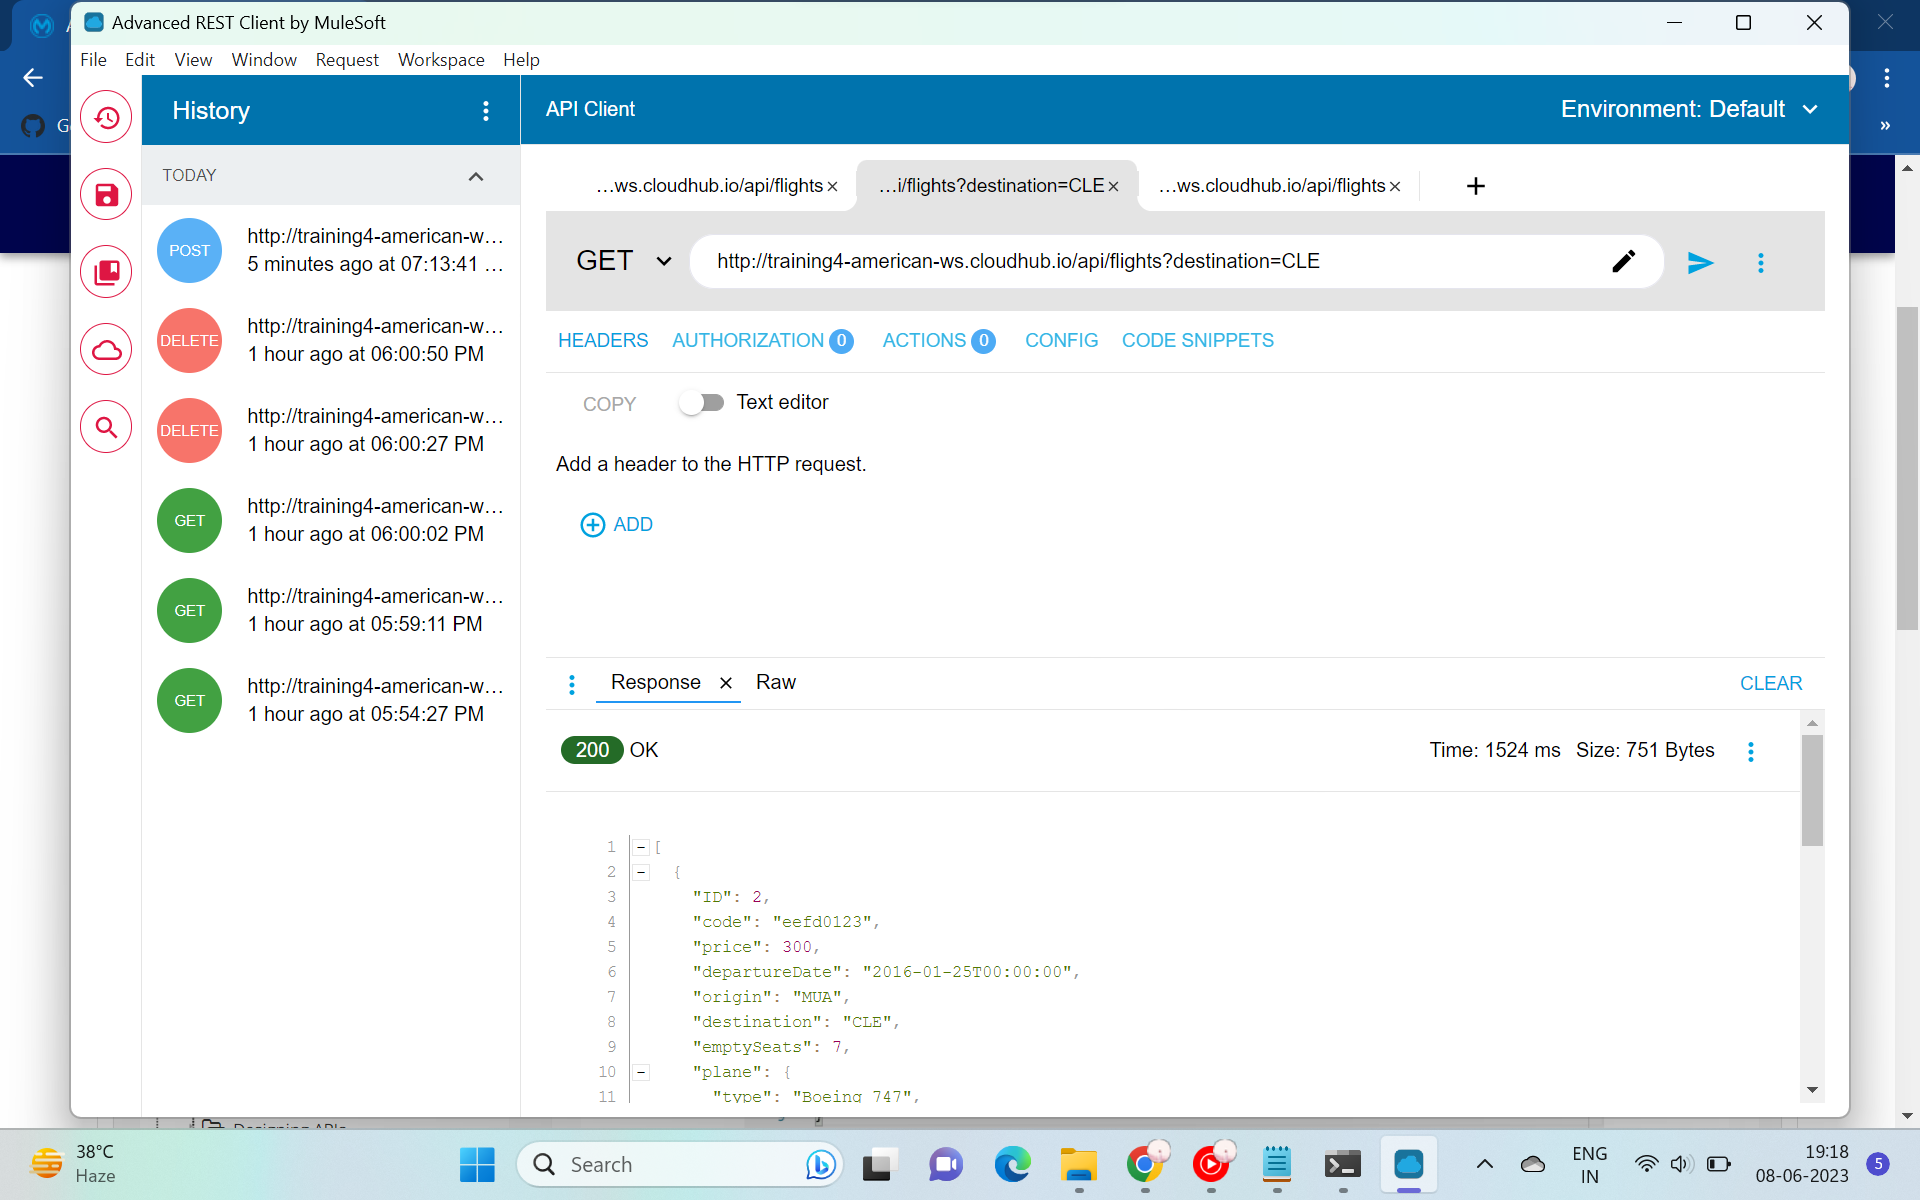 Advanced REST Client by MuleSoft
File Edit View Window Request Workspace Help
History
API Client
Environment: Default
TODAY
POST
http://training4-american-w...
5 minutes ago at 07:13:41 ...
DELETE
http://training4-american-w...
1 hour ago at 06:00:50 PM
DELETE
http://training4-american-w...
1 hour ago at 06:00:27 PM
GET
http://training4-american-w...
1 hour ago at 06:00:02 PM
GET
http://training4-american-w...
1 hour ago at 05:59:11 PM
GET
http://training4-american-w...
1 hour ago at 05:54:27 PM
...ws.cloudhub.io/api/flights ...i/flights?destination=CLE ...ws.cloudhub.io/api/flights
GET http://training4-american-ws.cloudhub.io/api/flights?destination=CLE
HEADERS AUTHORIZATION 0 ACTIONS 0 CONFIG CODE SNIPPETS
COPY Text editor
Add a header to the HTTP request.
ADD
Response Raw CLEAR
200 OK Time: 1524 ms Size: 751 Bytes
1 [
2 {
3 "ID": 2,
4 "code": "eefd0123",
5 "price": 300,
6 "departureDate": "2016-01-25T00:00:00",
7 "origin": "MUA",
8 "destination": "CLE",
9 "emptySeats": 7,
10 "plane": {
11 "type": "Boeing 747",
38°C
Haze
Search
ENG
IN
19:18
08-06-2023
5